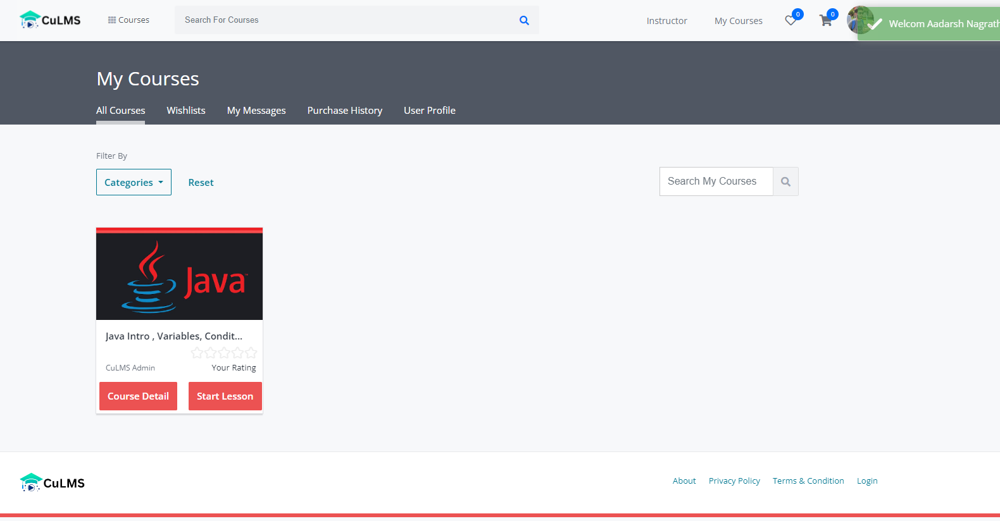 CuLMS
Courses
Search For Courses
Instructor
My Courses
0
0
Welcom Aadarsh Nagrath
My Courses
All Courses
Wishlists
My Messages
Purchase History
User Profile
Filter By
Categories
Reset
Search My Courses
Java™
Java Intro , Variables, Condit...
CuLMS Admin
Your Rating
Course Detail
Start Lesson
CuLMS
About
Privacy Policy
Terms & Condition
Login